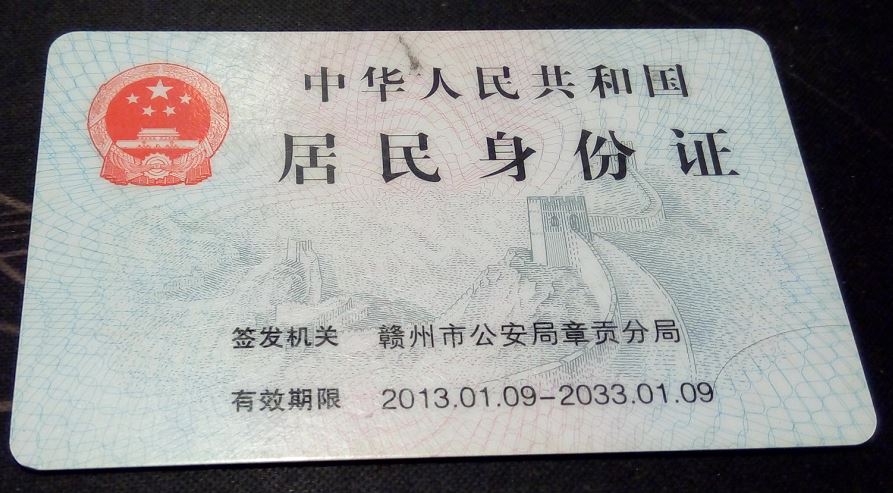 中华人民共和国
居民身份证
签发机关 赣州市公安局章贡分局
有效期限 2013.01.09-2033.01.09